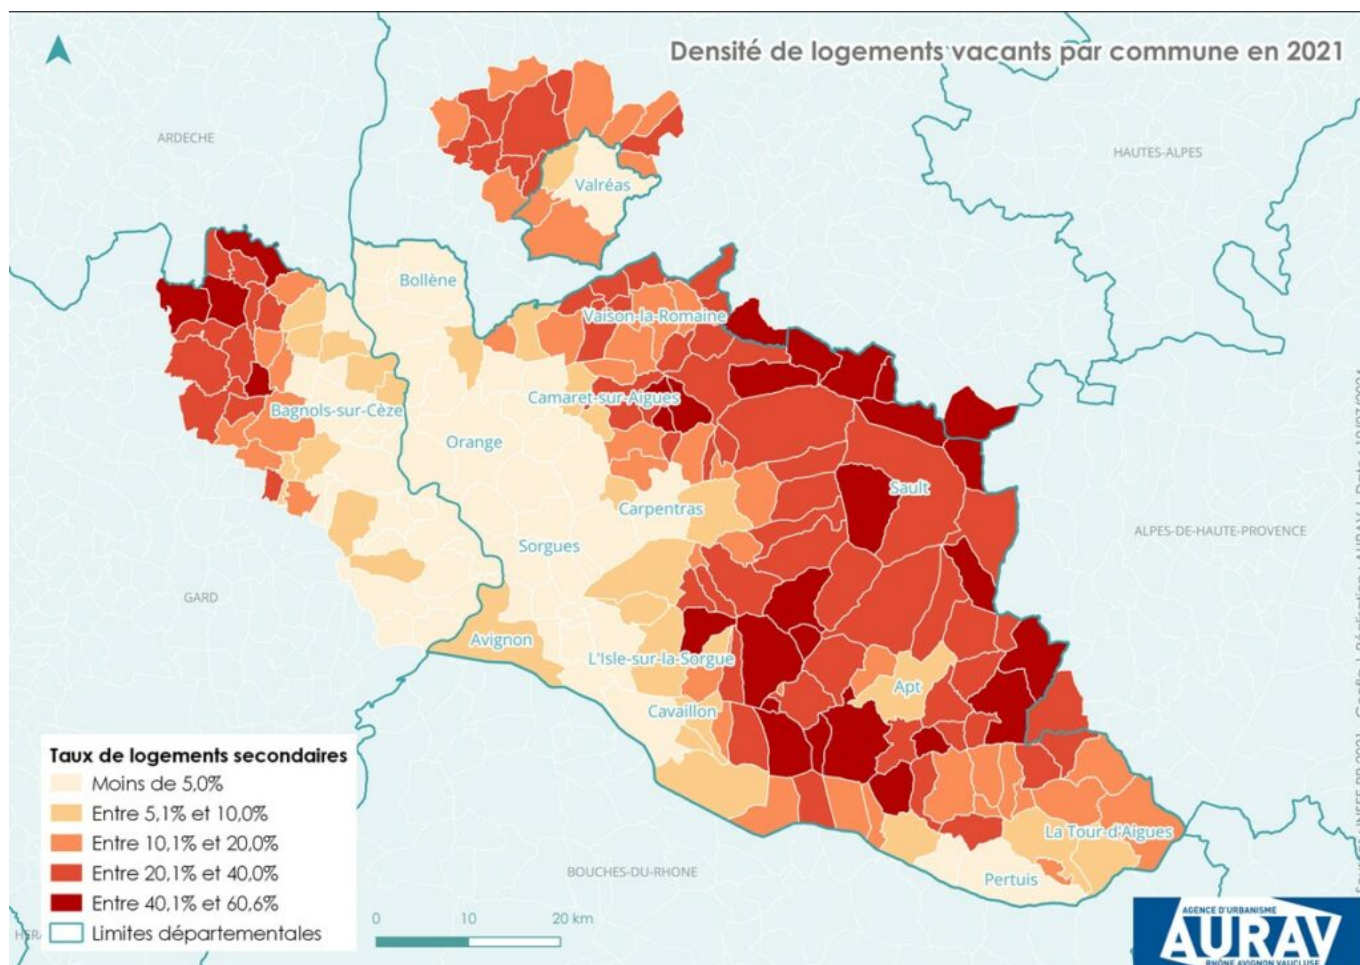 Densité de logements vacants par commune en 2021
ARDECHE
HAUTES-ALPES
Valréas
Bollène
Vaison-la-Romaine
Camaret-sur-Aigues
Bagnols-sur-Cèze
Orange
Sault
Carpentras
ALPES-DE-HAUTE-PROVENCE
Sorgues
GARD
Avignon
L'Isle-sur-la-Sorgue
Apt
Cavaillon
Taux de logements secondaires
Moins de 5,0%
Entre 5,1% et 10,0%
Entre 10,1% et 20,0%
Entre 20,1% et 40,0%
Entre 40,1% et 60,6%
Limites départementales
La Tour-d'Aigues
BOUCHES-DU-RHONE
Pertuis
0 10 20 km
AGENCE D'URBANISME
AURAV
RHÔNE AVIGNON VAUCLUSE